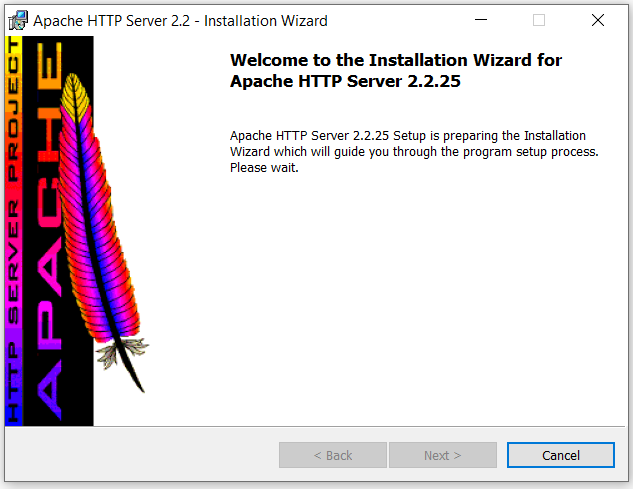 Apache HTTP Server 2.2 - Installation Wizard
HTTP SERVER PROJECT
APACHE
Welcome to the Installation Wizard for
Apache HTTP Server 2.2.25
Apache HTTP Server 2.2.25 Setup is preparing the Installation
Wizard which will guide you through the program setup process.
Please wait.
< Back
Next >
Cancel